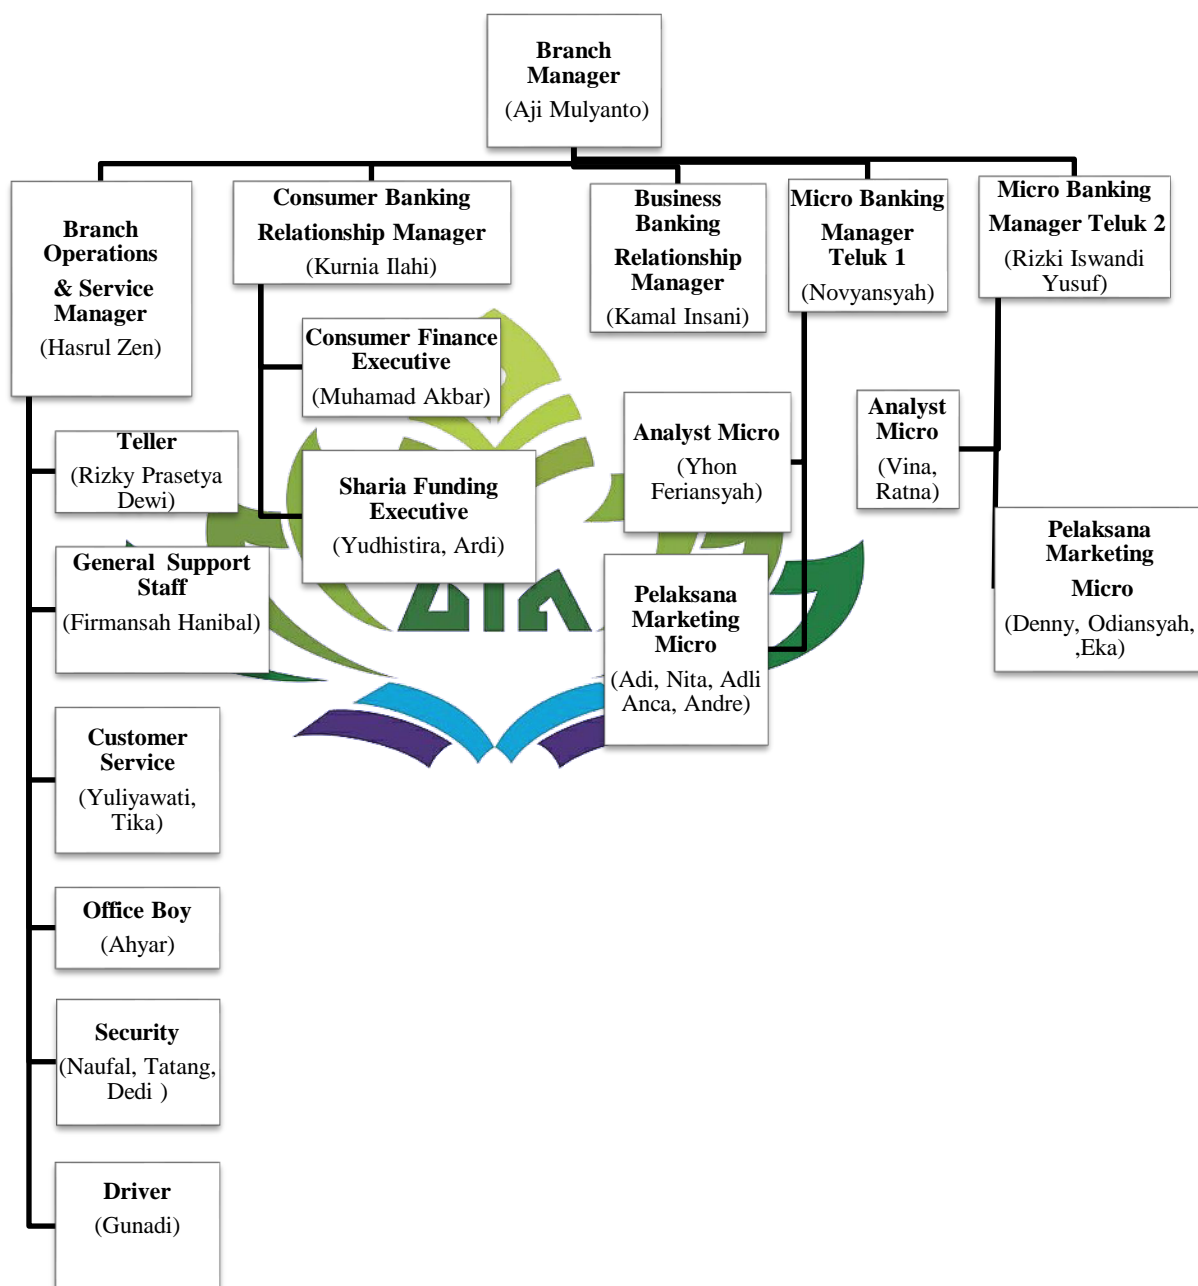 Branch
Manager
(Aji Mulyanto)
Branch
Operations
& Service
Manager
(Hasrul Zen)
Consumer Banking
Relationship Manager
(Kurnia Ilahi)
Business
Banking
Relationship
Manager
(Kamal Insani)
Micro Banking
Manager
Teluk 1
(Novyansyah)
Micro Banking
Manager Teluk 2
(Rizki Iswandi
Yusuf)
Consumer Finance
Executive
(Muhamad Akbar)
Sharia Funding
Executive
(Yudhistira, Ardi)
Analyst Micro
(Yhon
Feriansyah)
Pelaksana
Marketing
Micro
(Adi, Nita, Adli
Anca, Andre)
Analyst
Micro
(Vina,
Ratna)
Pelaksana
Marketing
Micro
(Denny, Odiansyah,
,Eka)
Teller
(Rizky Prasetya
Dewi)
General Support
Staff
(Firmansah Hanibal)
Customer
Service
(Yuliyawati,
Tika)
Office Boy
(Ahyar)
Security
(Naufal, Tatang,
Dedi )
Driver
(Gunadi)